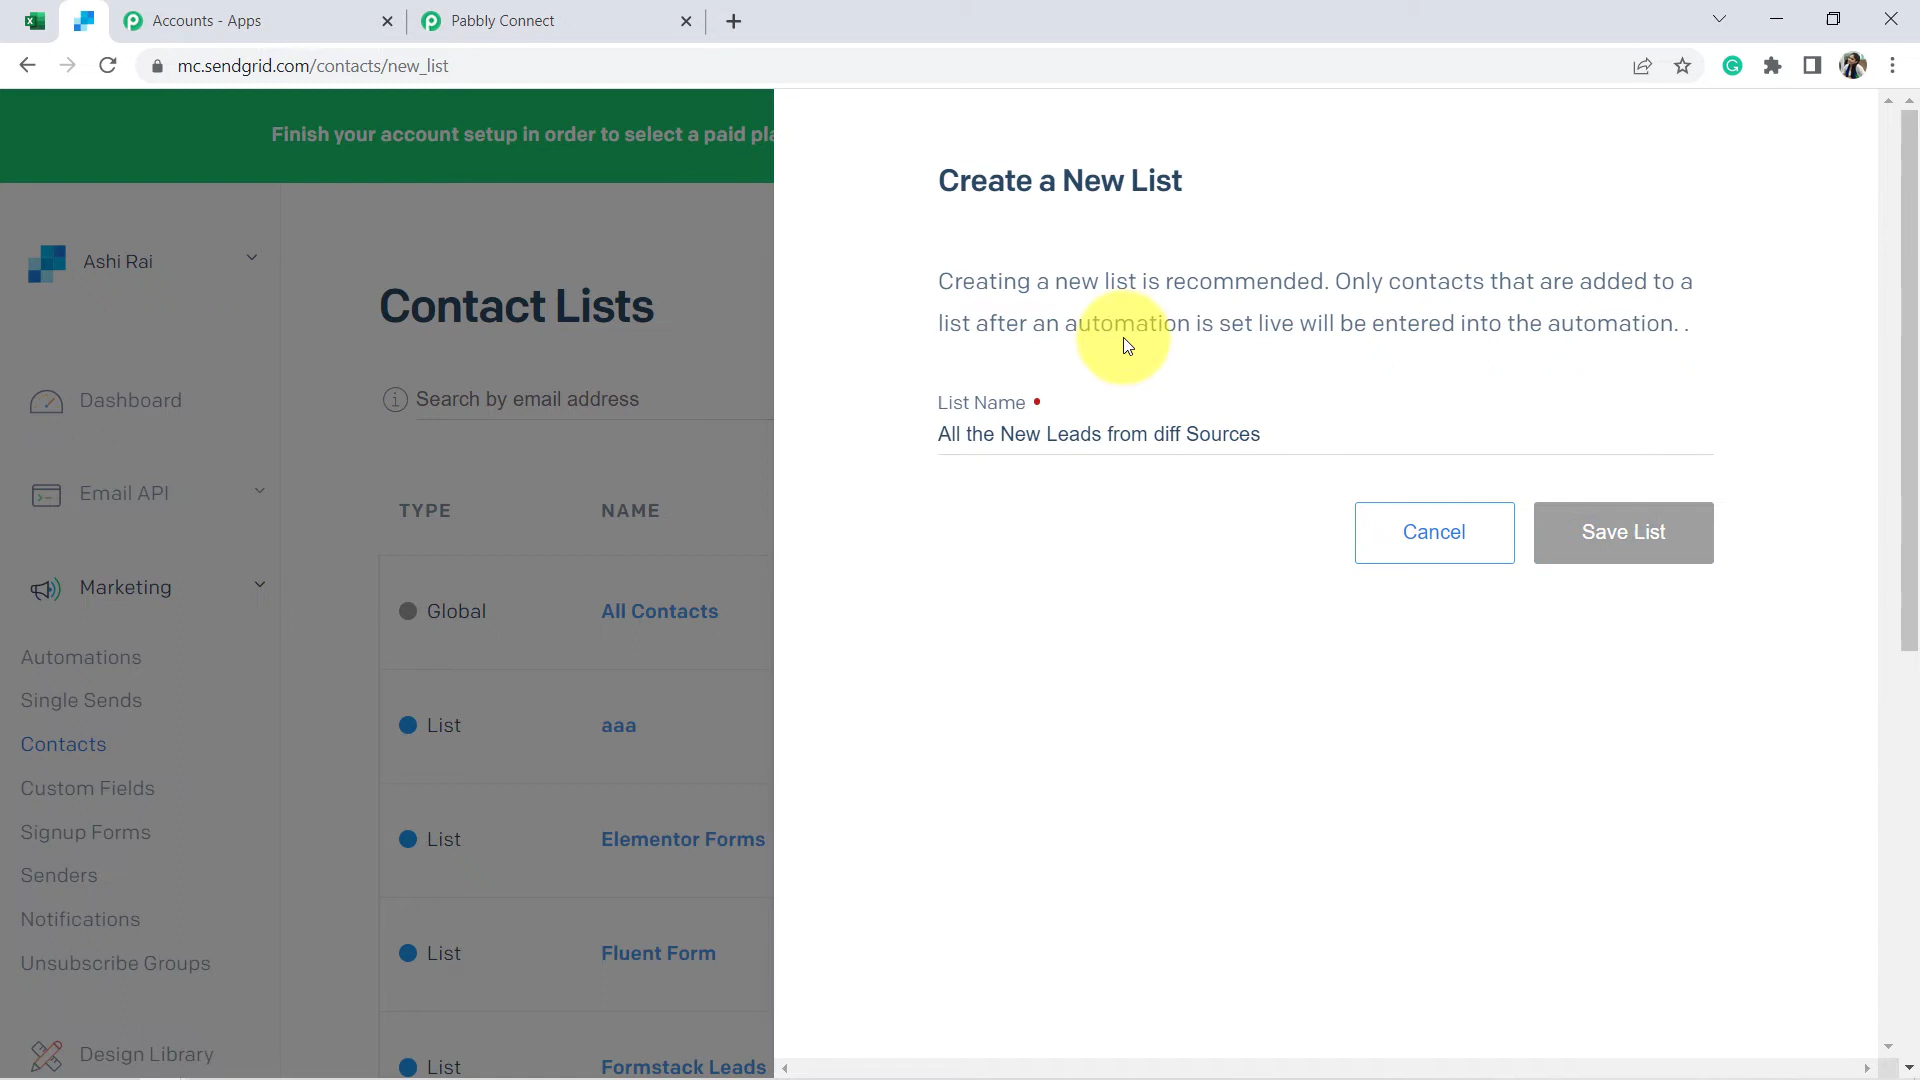 Accounts - Apps
Pabbly Connect
mc.sendgrid.com/contacts/new_list
Finish your account setup in order to select a paid pla
Ashi Rai
Dashboard
Email API
Marketing
Automations
Single Sends
Contacts
Custom Fields
Signup Forms
Senders
Notifications
Unsubscribe Groups
Design Library
Contact Lists
Search by email address
TYPE NAME
Global All Contacts
List aaa
List Elementor Forms
List Fluent Form
List Formstack Leads
Create a New List
Creating a new list is recommended. Only contacts that are added to a
list after an automation is set live will be entered into the automation. .
List Name
All the New Leads from diff Sources
Cancel
Save List